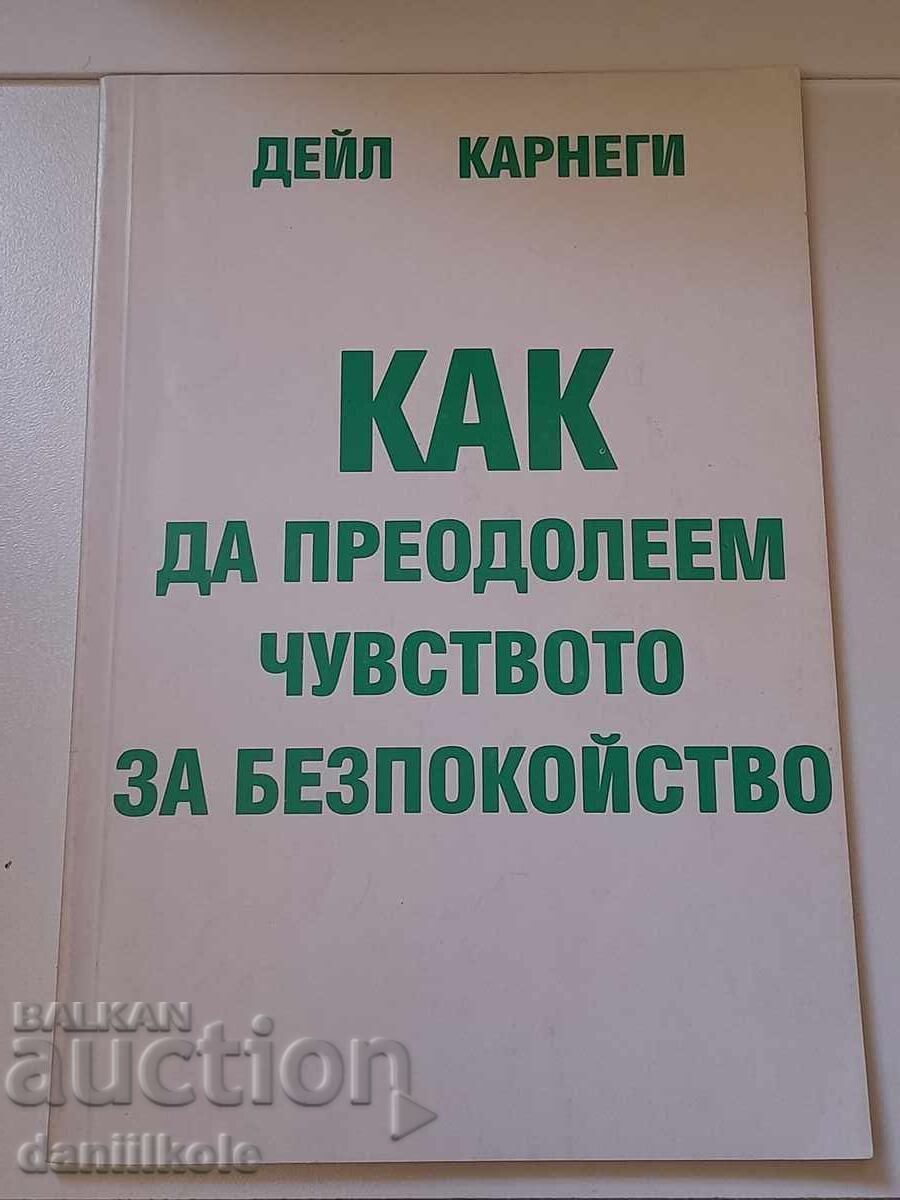 ДЕЙЛ КАРНЕГИ
КАК
ДА ПРЕОДОЛЕЕМ
ЧУВСТВОТО
ЗА БЕЗПОКОЙСТВО
BALKAN
auction
daniilkole